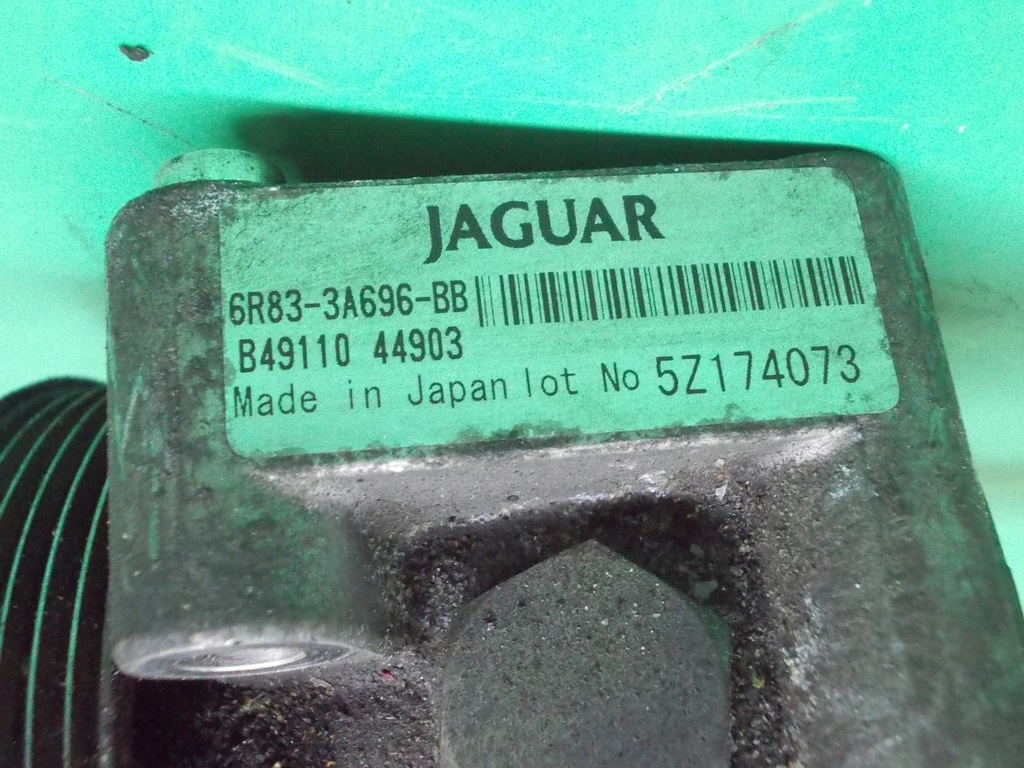 JAGUAR
6R83-3A696-BB
B49110 44903
Made in Japan lot No 5Z174073